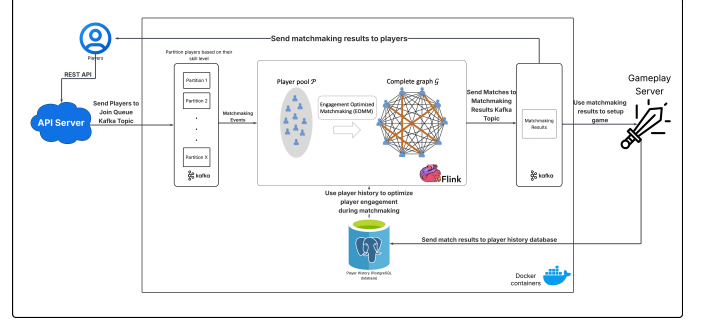 Send matchmaking results to players
Players
Partition players based on their
skill level
REST API
API Server
Send Players to
Join Queue
Kafka Topic
Partition 1
Partition 2
.
.
.
Partition X
kafka
Matchmaking
Events
Player pool 𝒫
Engagement Optimized
Matchmaking (EOMM)
Complete graph 𝒢
Flink
Send Matches to
Matchmaking
Results Kafka
Topic
Matchmaking
Results
kafka
Use matchmaking
results to setup
game
Gameplay
Server
Use player history to optimize
player engagement
during matchmaking
Send match results to player history database
Player History (PostgreSQL
database)
Docker
containers